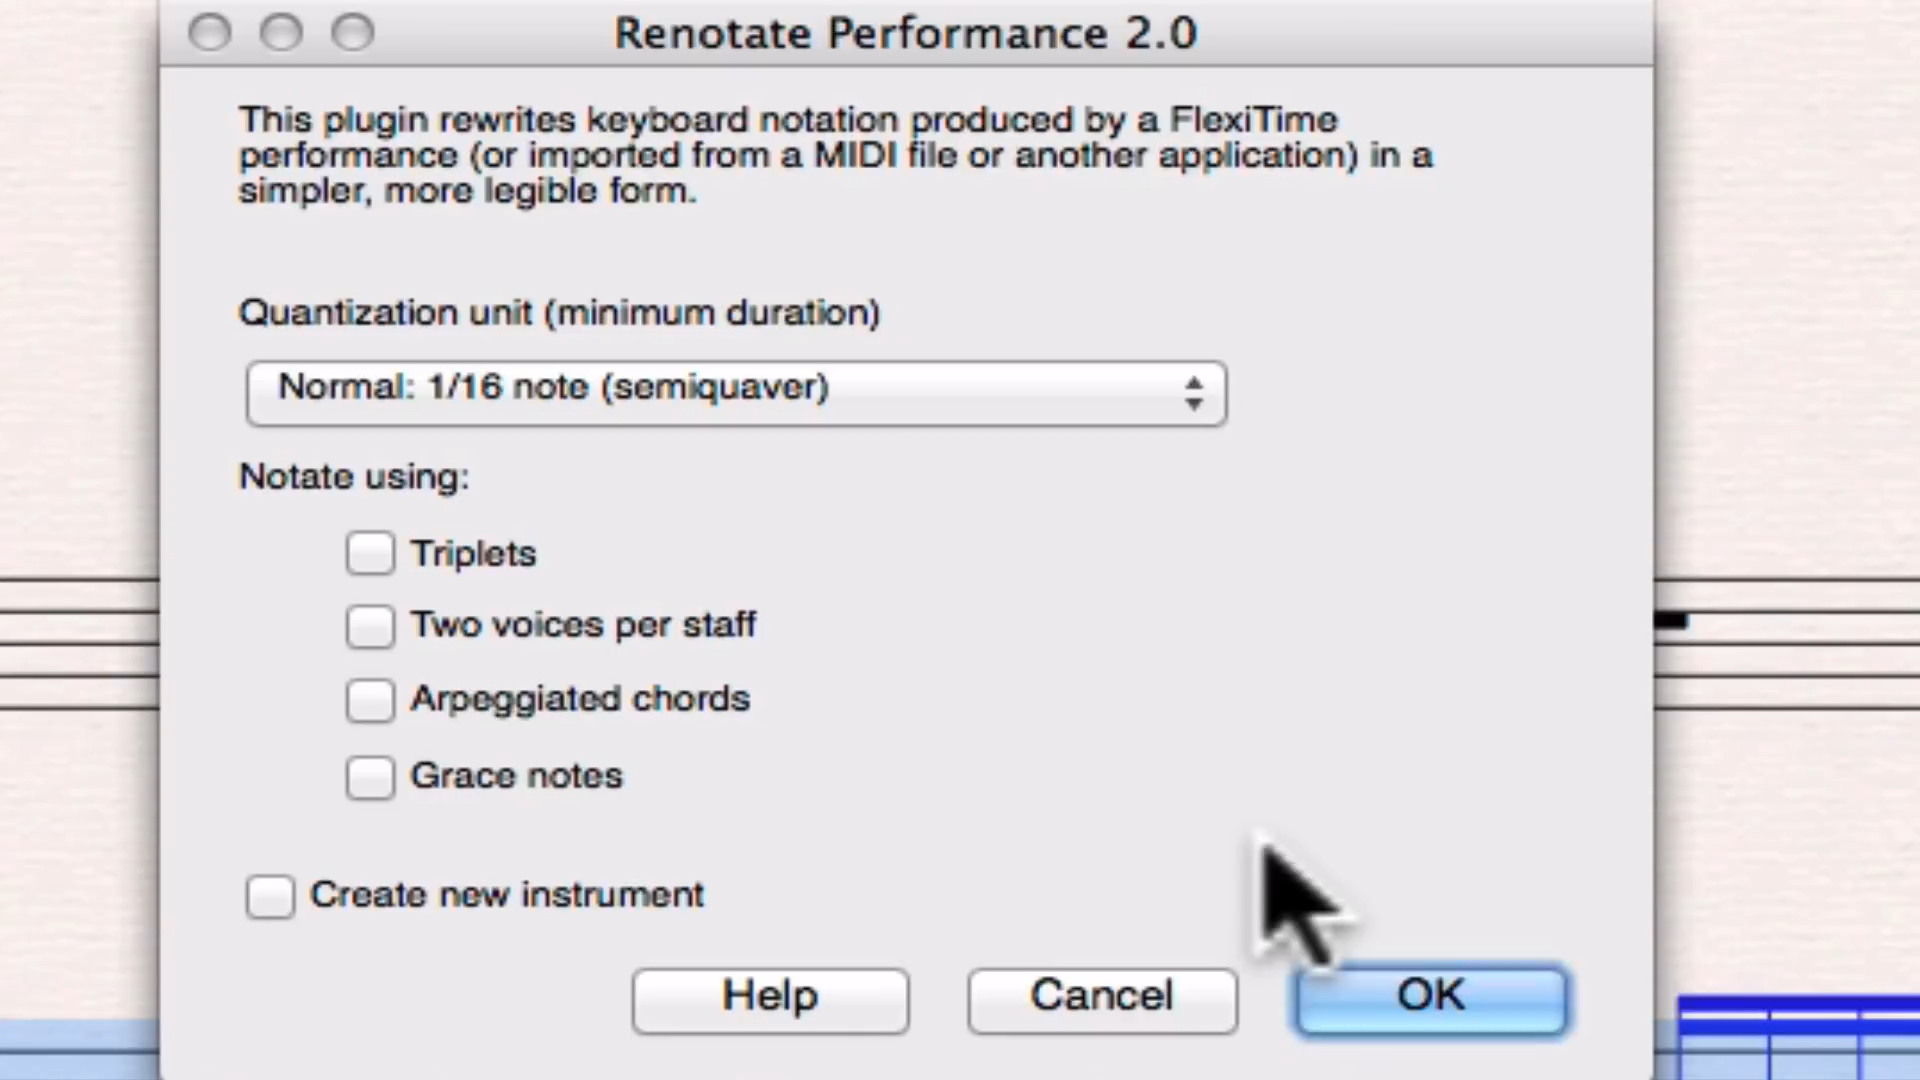 Renotate Performance 2.0
This plugin rewrites keyboard notation produced by a FlexiTime
performance (or imported from a MIDI file or another application) in a
simpler, more legible form.
Quantization unit (minimum duration)
Normal: 1/16 note (semiquaver)
Notate using:
Triplets
Two voices per staff
Arpeggiated chords
Grace notes
Create new instrument
Help
Cancel
OK